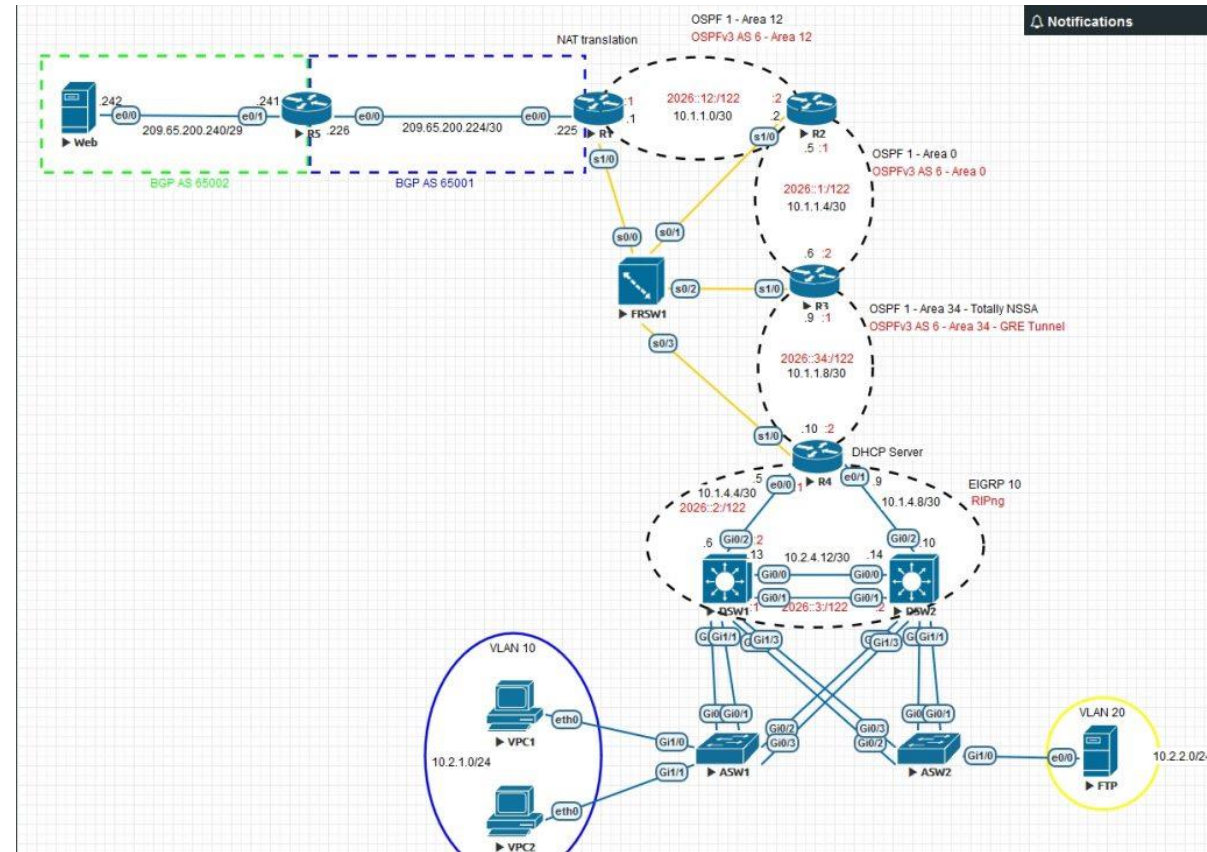 Notifications
OSPF 1 - Area 12
OSPFv3 AS 6 - Area 12
NAT translation
.242
e0/0
209.65.200.240/29
.241
e0/1
Web
R5
.226
e0/0
209.65.200.224/30
e0/0
.225
R1
:1
.1
2026::12:/122
10.1.1.0/30
:2
.2
R2
s1/0
s1/0
.5 :1
BGP AS 65002
BGP AS 65001
OSPF 1 - Area 0
OSPFv3 AS 6 - Area 0
2026::1:/122
10.1.1.4/30
s0/0
s0/1
.6 :2
FRSW1
s0/2
s1/0
R3
.9 :1
OSPF 1 - Area 34 - Totally NSSA
OSPFv3 AS 6 - Area 34 - GRE Tunnel
s0/3
2026::34:/122
10.1.1.8/30
.10 :2
s1/0
DHCP Server
R4
.5
e0/0
:1
e0/1
.9
10.1.4.4/30
2026::2:/122
10.1.4.8/30
EIGRP 10
RIPng
.6
Gi0/2
:2
Gi0/2
.10
.13
10.2.4.12/30
.14
Gi0/0
Gi0/0
Gi0/1
Gi0/1
DSW1
:1
2026::3:/122
:2
DSW2
Gi1/1
Gi1/3
Gi1/3
Gi1/1
VLAN 10
VPC1
eth0
10.2.1.0/24
Gi0/1
Gi0/2
Gi0/3
Gi1/0
Gi1/1
ASW1
Gi0/3
Gi0/2
Gi0/1
ASW2
Gi1/0
VLAN 20
e0/0
FTP
10.2.2.0/24
eth0
VPC2